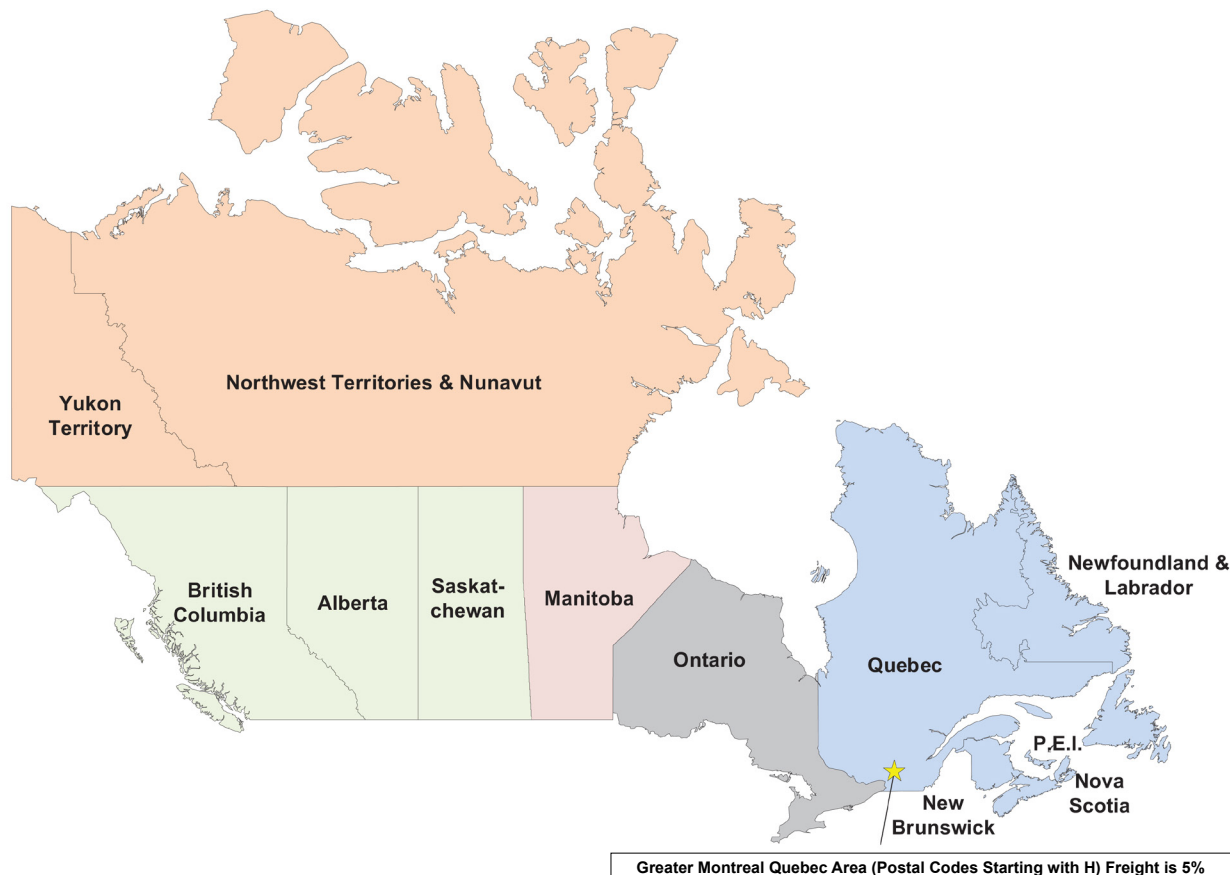 Northwest Territories & Nunavut
Yukon
Territory
British
Columbia
Alberta
Saskat-
chewan
Manitoba
Ontario
Quebec
Newfoundland &
Labrador
P.E.I.
Nova
Scotia
New
Brunswick
Greater Montreal Quebec Area (Postal Codes Starting with H) Freight is 5%